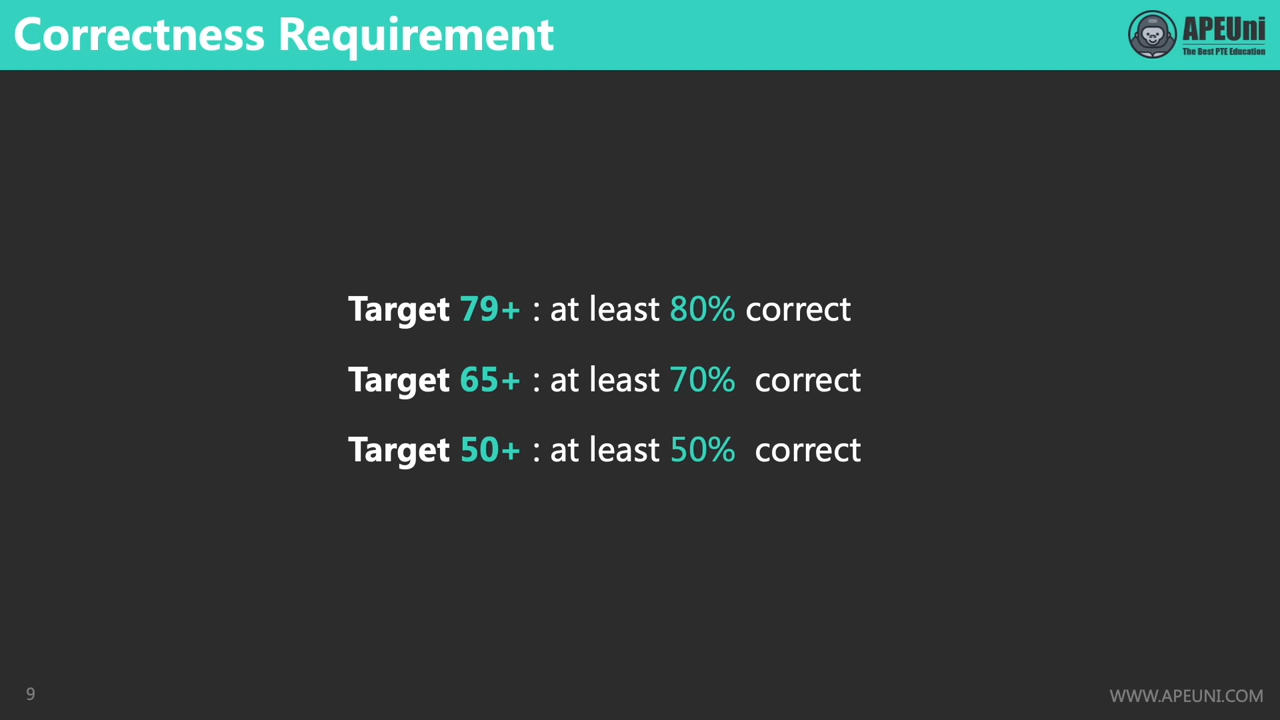 Correctness Requirement
APEUni
The Best PTE Education
Target 79+ : at least 80% correct
Target 65+ : at least 70% correct
Target 50+ : at least 50% correct
9
WWW.APEUNI.COM